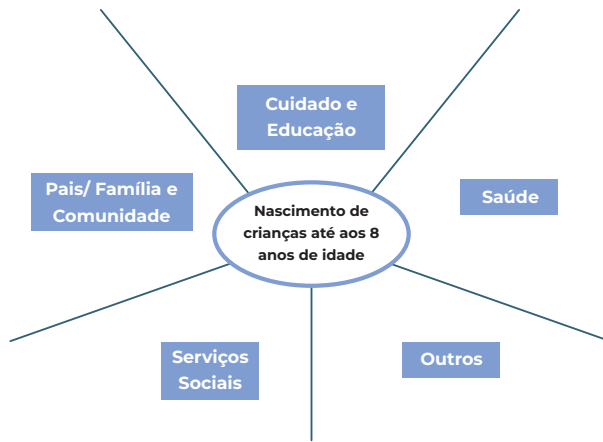 Cuidado e
Educação
Pais/ Família e
Comunidade
Saúde
Nascimento de
crianças até aos 8
anos de idade
Serviços
Sociais
Outros